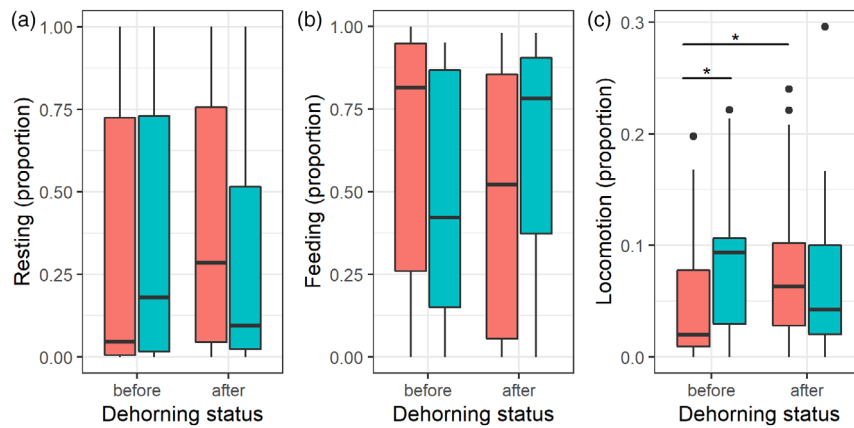 (a)
1.00
0.75
0.50
0.25
0.00
Resting (proportion)
before after
Dehorning status
(b)
1.00
0.75
0.50
0.25
0.00
Feeding (proportion)
before after
Dehorning status
(c)
0.3
0.2
0.1
0.0
Locomotion (proportion)
*
*
before after
Dehorning status